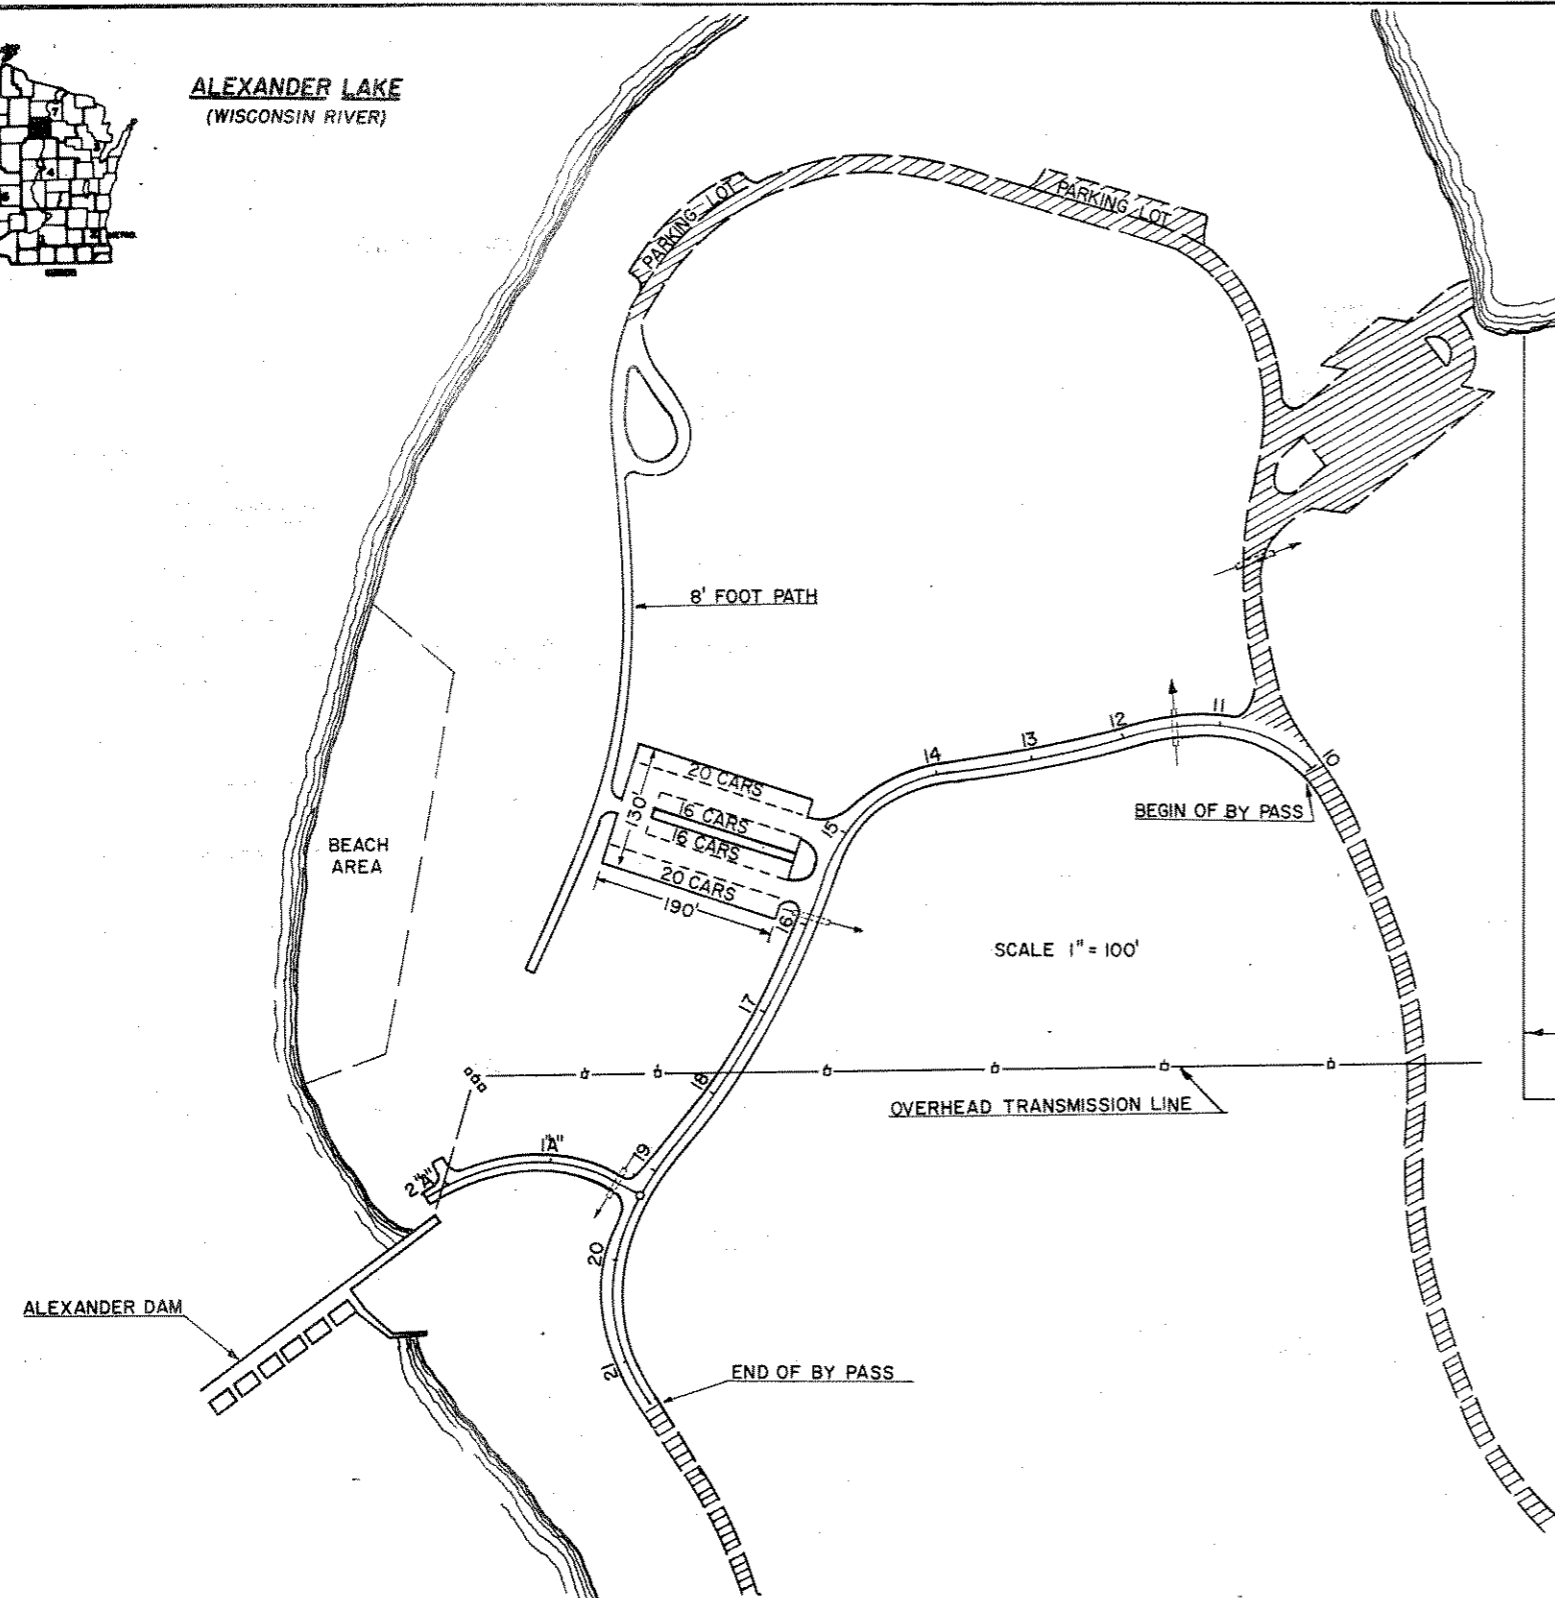 ALEXANDER LAKE
(WISCONSIN RIVER)
7
4
PARKING LOT
PARKING LOT
8' FOOT PATH
20 CARS
16 CARS
16 CARS
20 CARS
130'
190'
10
11
12
13
14
15
16
17
18
19
20
21
1"A"
2"A"
BEGIN OF BY PASS
BEACH
AREA
SCALE 1" = 100'
OVERHEAD TRANSMISSION LINE
ALEXANDER DAM
END OF BY PASS